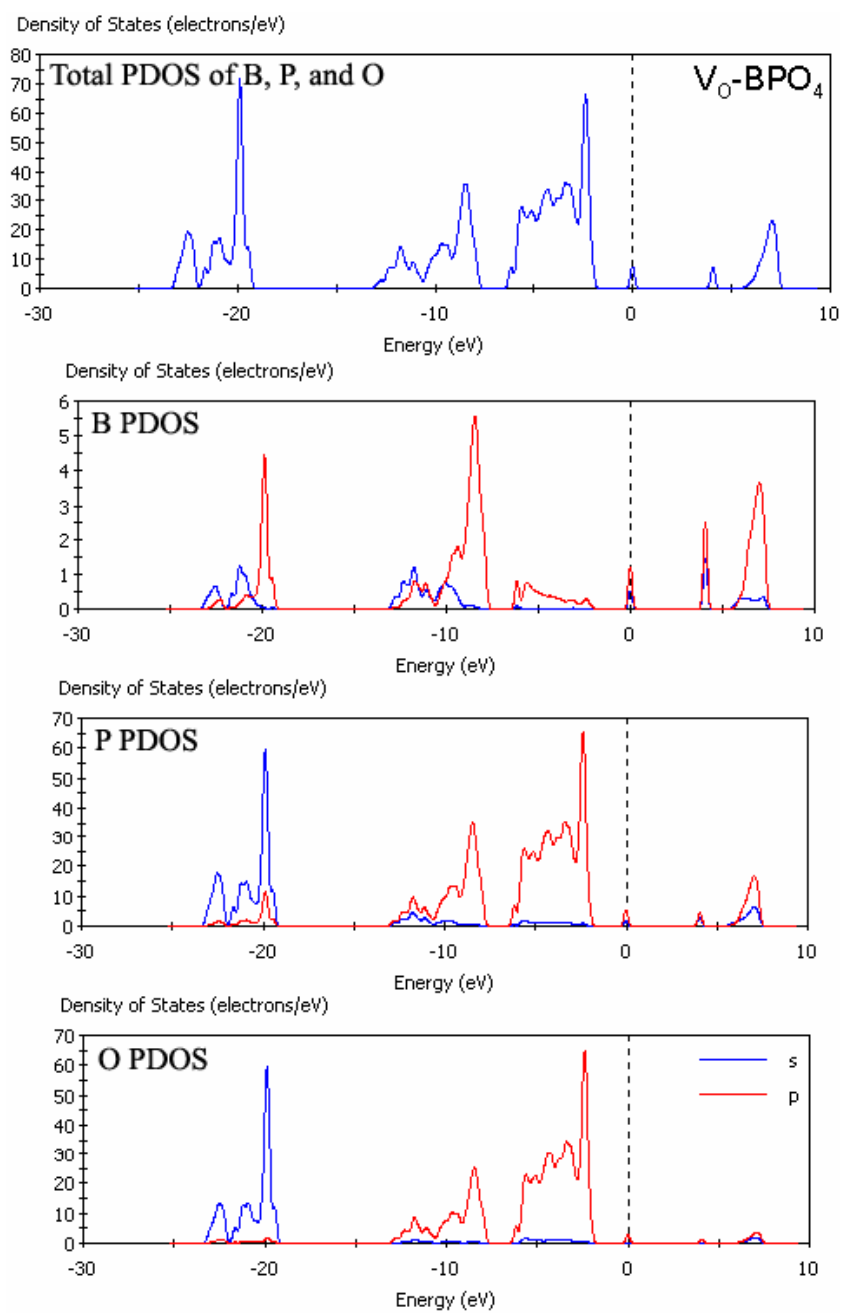 Density of States (electrons/eV)
80
Total PDOS of B, P, and O
V₀-BPO₄
70
60
50
40
30
20
10
0
-30 -20 -10 0 10
Energy (eV)
Density of States (electrons/eV)
6
B PDOS
5
4
3
2
1
0
-30 -20 -10 0 10
Energy (eV)
Density of States (electrons/eV)
70
P PDOS
60
50
40
30
20
10
0
-30 -20 -10 0 10
Energy (eV)
Density of States (electrons/eV)
70
O PDOS
s
60
p
50
40
30
20
10
0
-30 -20 -10 0 10
Energy (eV)